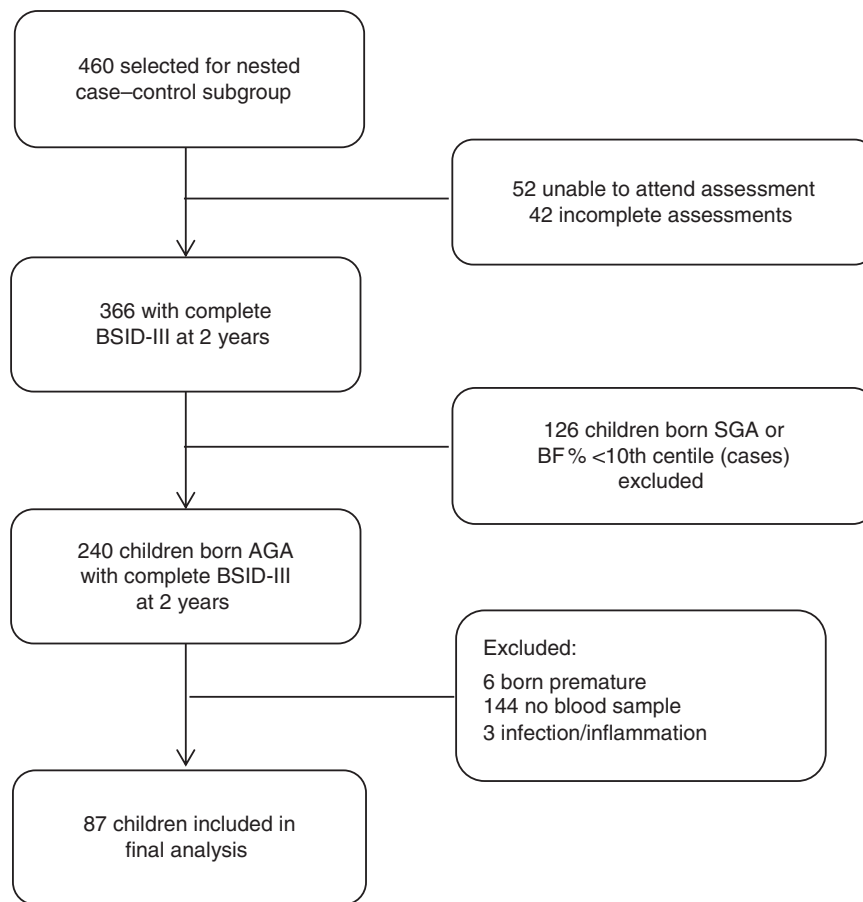 460 selected for nested
case–control subgroup
52 unable to attend assessment
42 incomplete assessments
366 with complete
BSID-III at 2 years
126 children born SGA or
BF % <10th centile (cases)
excluded
240 children born AGA
with complete BSID-III
at 2 years
Excluded:
6 born premature
144 no blood sample
3 infection/inflammation
87 children included in
final analysis